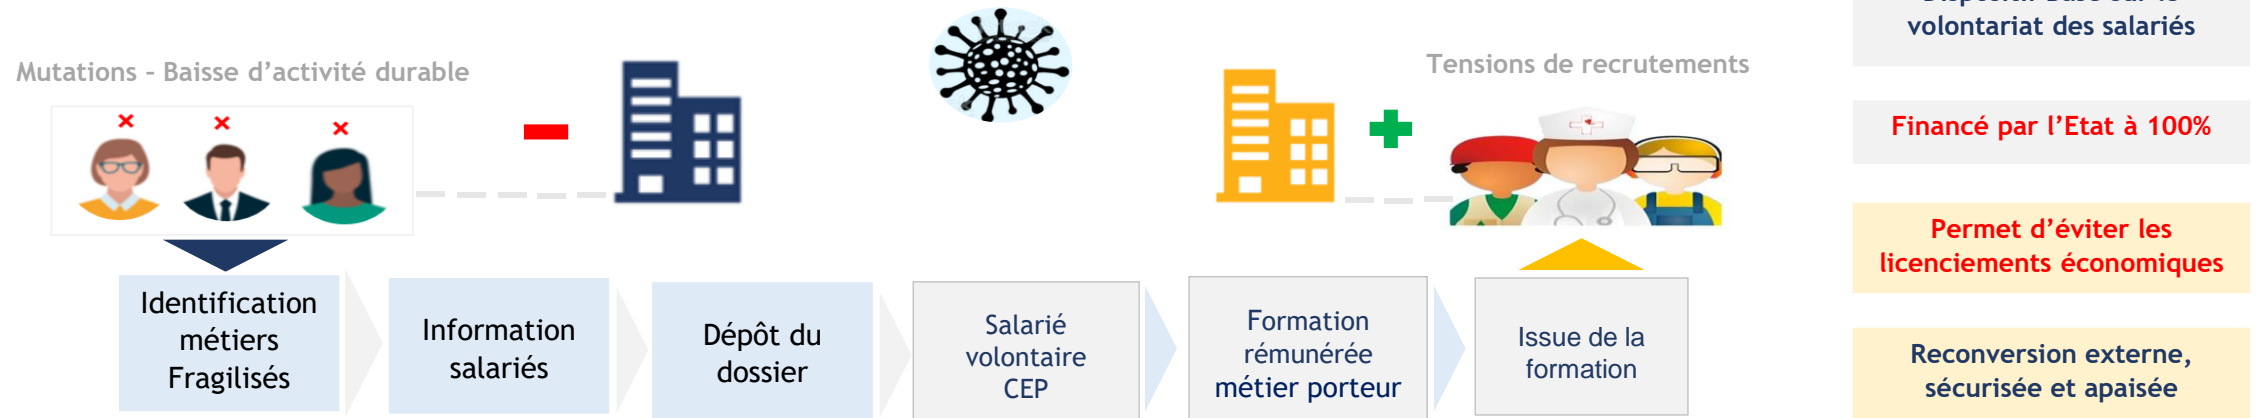 Mutations - Baisse d'activité durable
Tensions de recrutements
Identification
métiers
Fragilisés
Information
salariés
Dépôt du
dossier
Salarié
volontaire
CEP
Formation
rémunérée
métier porteur
Issue de la
formation
volontariat des salariés
Financé par l'Etat à 100%
Permet d'éviter les
licenciements économiques
Reconversion externe,
sécurisée et apaisée